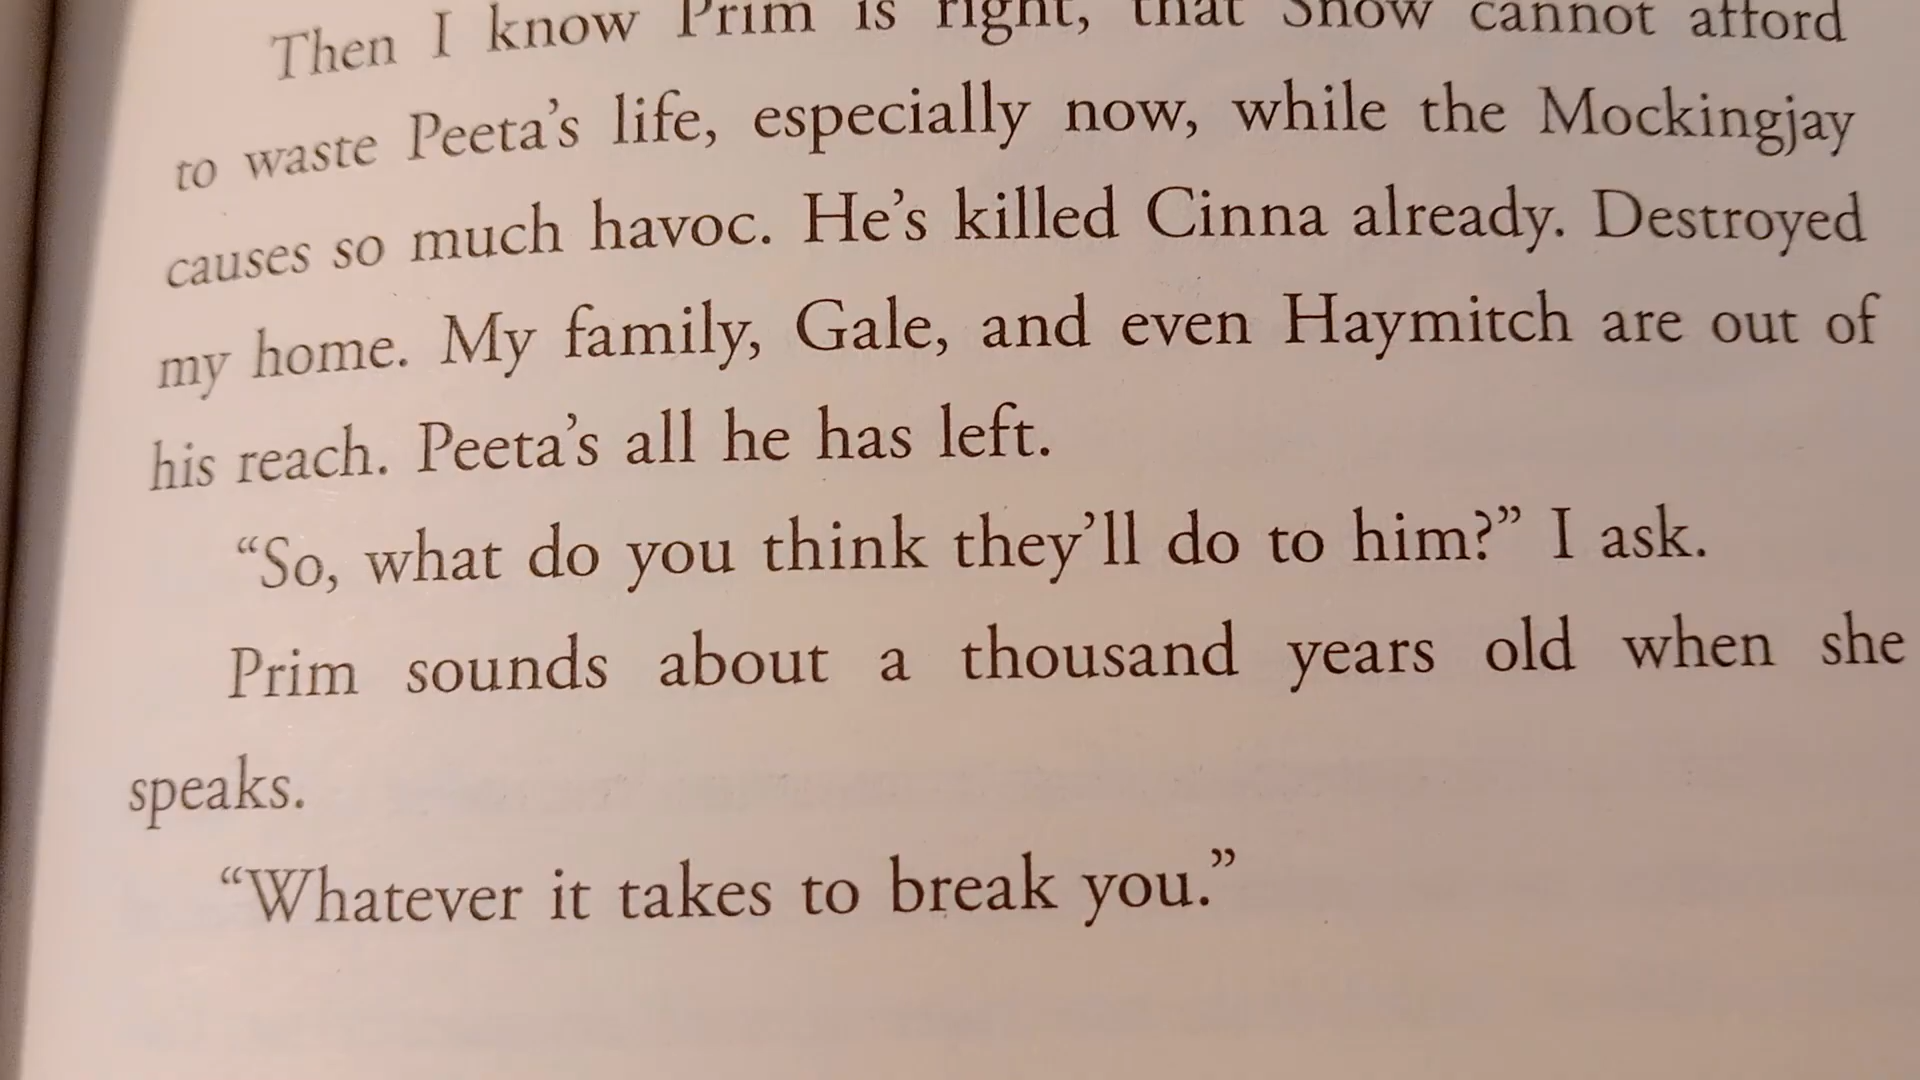 Then I know Prim is right, that Snow cannot afford
to waste Peeta’s life, especially now, while the Mockingjay
causes so much havoc. He’s killed Cinna already. Destroyed
my home. My family, Gale, and even Haymitch are out of
his reach. Peeta’s all he has left.
“So, what do you think they’ll do to him?” I ask.
Prim sounds about a thousand years old when she
speaks.
“Whatever it takes to break you.”